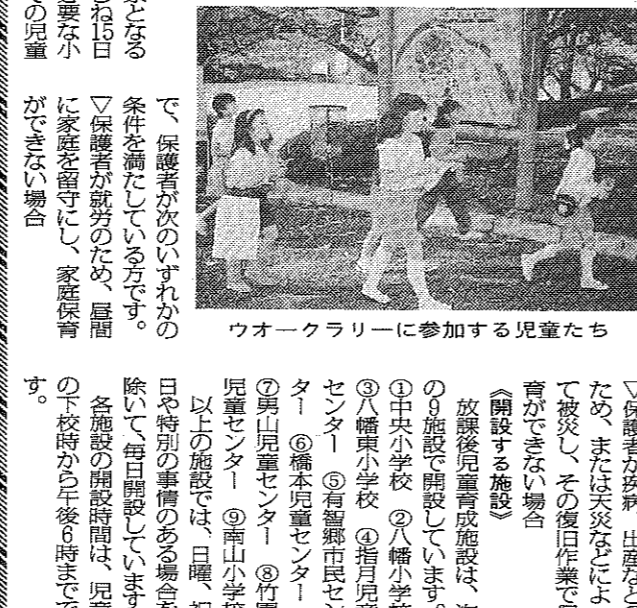 象となる
ね15日
要な小
の児童
で、保護者が次のいずれかの
条件を満たしている方です。
▽保護者が就労のため、昼間
に家庭を留守にし、家庭保育
ができない場合
ウオークラリーに参加する児童たち
▽保護者が疾病、出産など
ため、または天災などによ
て被災し、その復旧作業で
育ができない場合
《開設する施設》
放課後児童育成施設は、
の9施設で開設しています。
①中央小学校 ②八幡小学校
③八幡東小学校 ④指月児童
センター ⑤有智郷市民セン
ター ⑥橋本児童センター
⑦男山児童センター ⑧竹園
児童センター ⑨南山小学校
以上の施設では、日曜、祝
日や特別の事情のある場合を
除いて、毎日開設しています
各施設の開設時間は、児童
の下校時から午後6時までで
す。